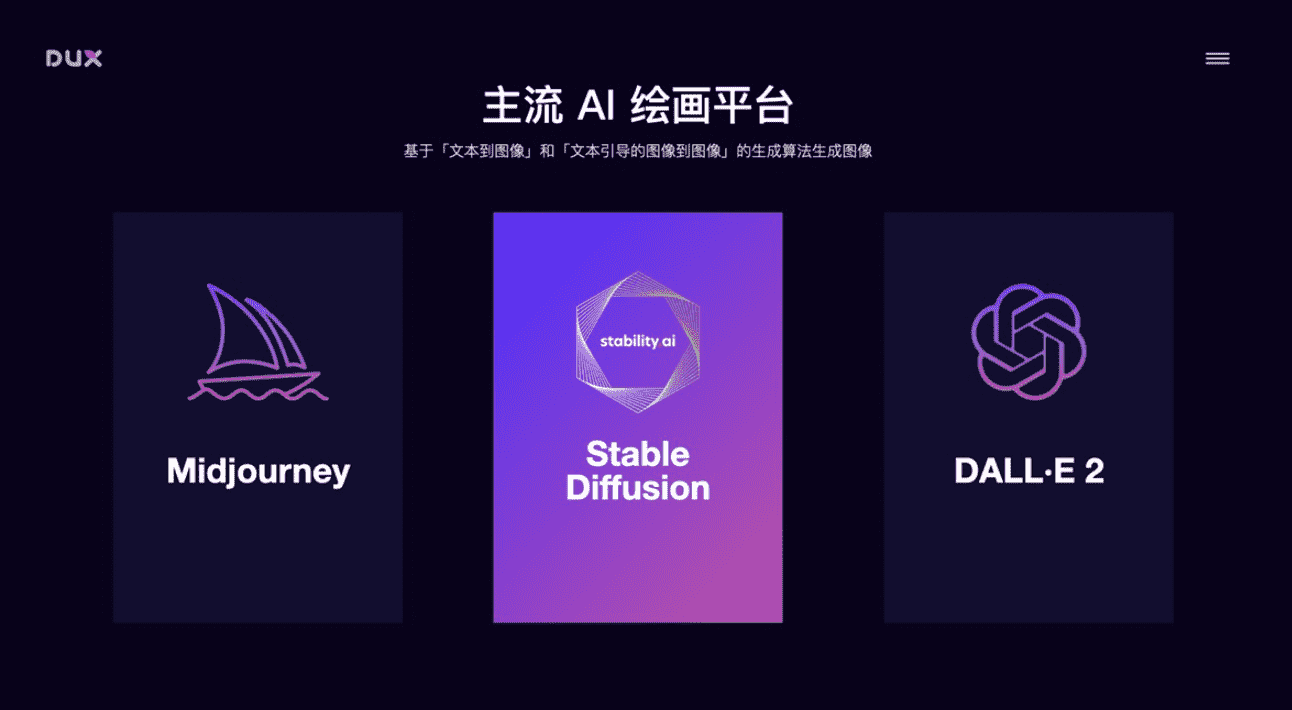 DUX
主流 AI 绘画平台
基于「文本到图像」和「文本引导的图像到图像」的生成算法生成图像
Midjourney
stability ai
Stable
Diffusion
DALL·E 2